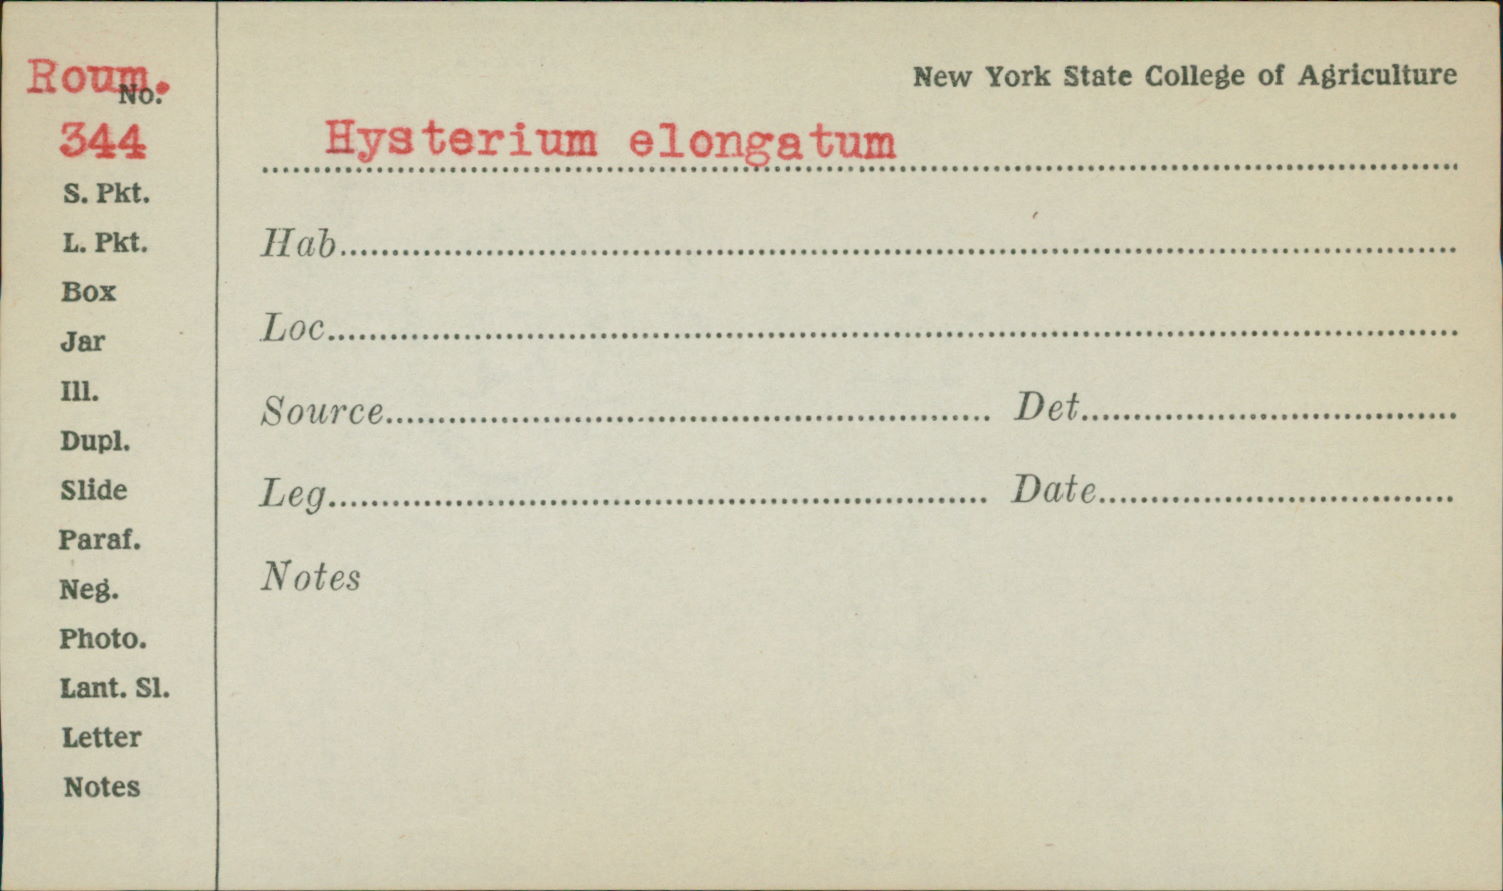 Roum.
No.
344
S. Pkt.
L. Pkt.
Box
Jar
Ill.
Dupl.
Slide
Paraf.
Neg.
Photo.
Lant. Sl.
Letter
Notes
New York State College of Agriculture
Hysterium elongatum
Hab
Loc
Source Det
Leg Date
Notes